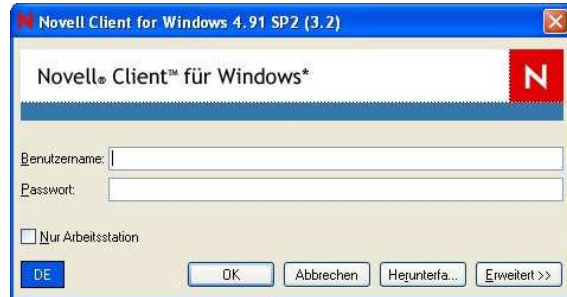 N Novell Client for Windows 4.91 SP2 (3.2)
Novell® Client™ für Windows*
N
Benutzername:
Passwort:
Nur Arbeitsstation
DE
OK
Abbrechen
Herunterfa...
Erweitert >>